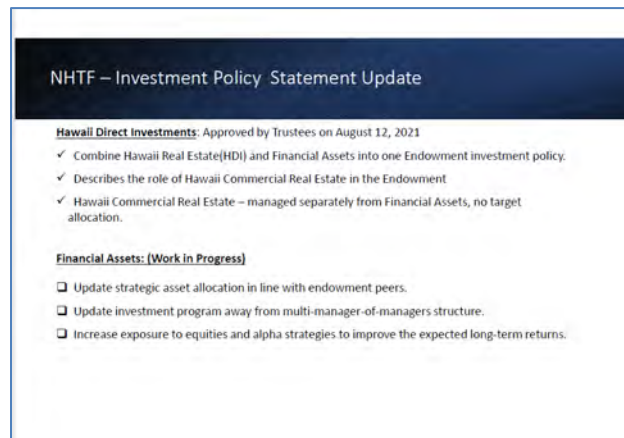 NHTF – Investment Policy Statement Update
Hawaii Direct Investments: Approved by Trustees on August 12, 2021
✓ Combine Hawaii Real Estate(HDI) and Financial Assets into one Endowment investment policy.
✓ Describes the role of Hawaii Commercial Real Estate in the Endowment
✓ Hawaii Commercial Real Estate – managed separately from Financial Assets, no target
allocation.
Financial Assets: (Work in Progress)
❑ Update strategic asset allocation in line with endowment peers.
❑ Update investment program away from multi-manager-of-managers structure.
❑ Increase exposure to equities and alpha strategies to improve the expected long-term returns.